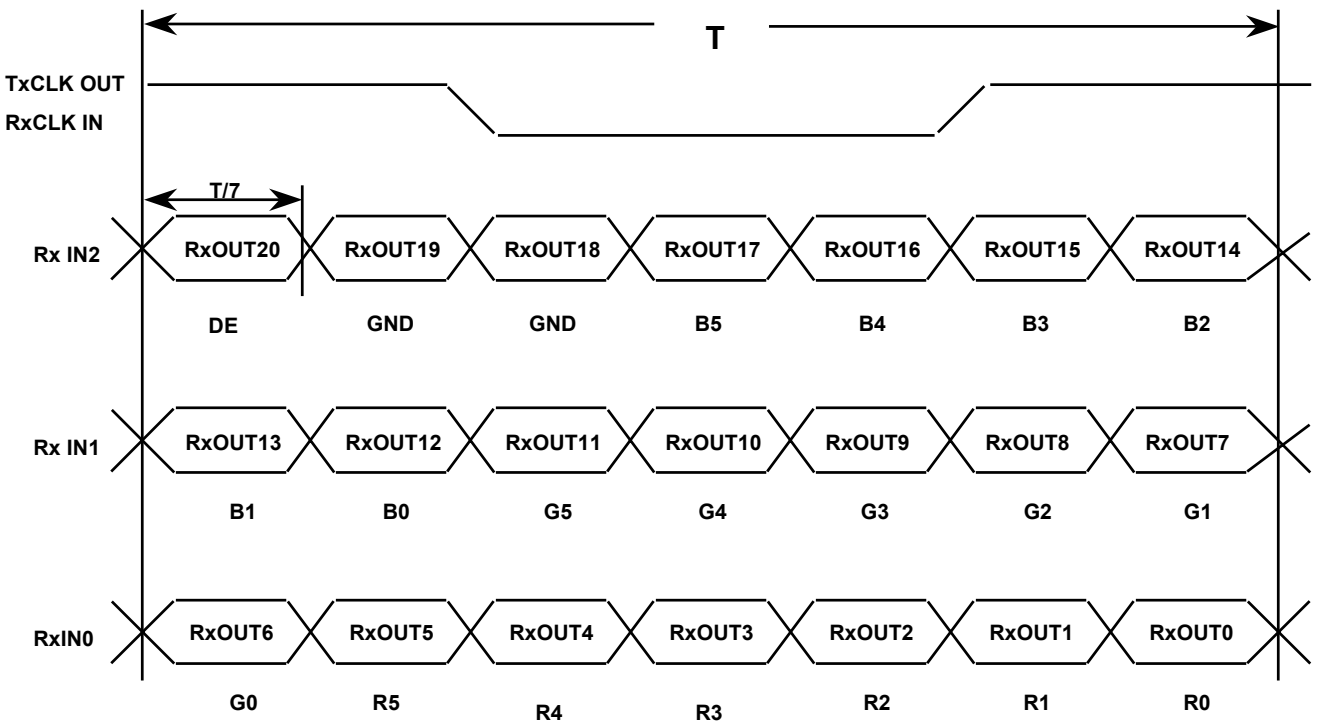 T
TxCLK OUT
RxCLK IN
T/7
Rx IN2 RxOUT20 RxOUT19 RxOUT18 RxOUT17 RxOUT16 RxOUT15 RxOUT14
DE GND GND B5 B4 B3 B2
Rx IN1 RxOUT13 RxOUT12 RxOUT11 RxOUT10 RxOUT9 RxOUT8 RxOUT7
B1 B0 G5 G4 G3 G2 G1
RxIN0 RxOUT6 RxOUT5 RxOUT4 RxOUT3 RxOUT2 RxOUT1 RxOUT0
G0 R5 R4 R3 R2 R1 R0